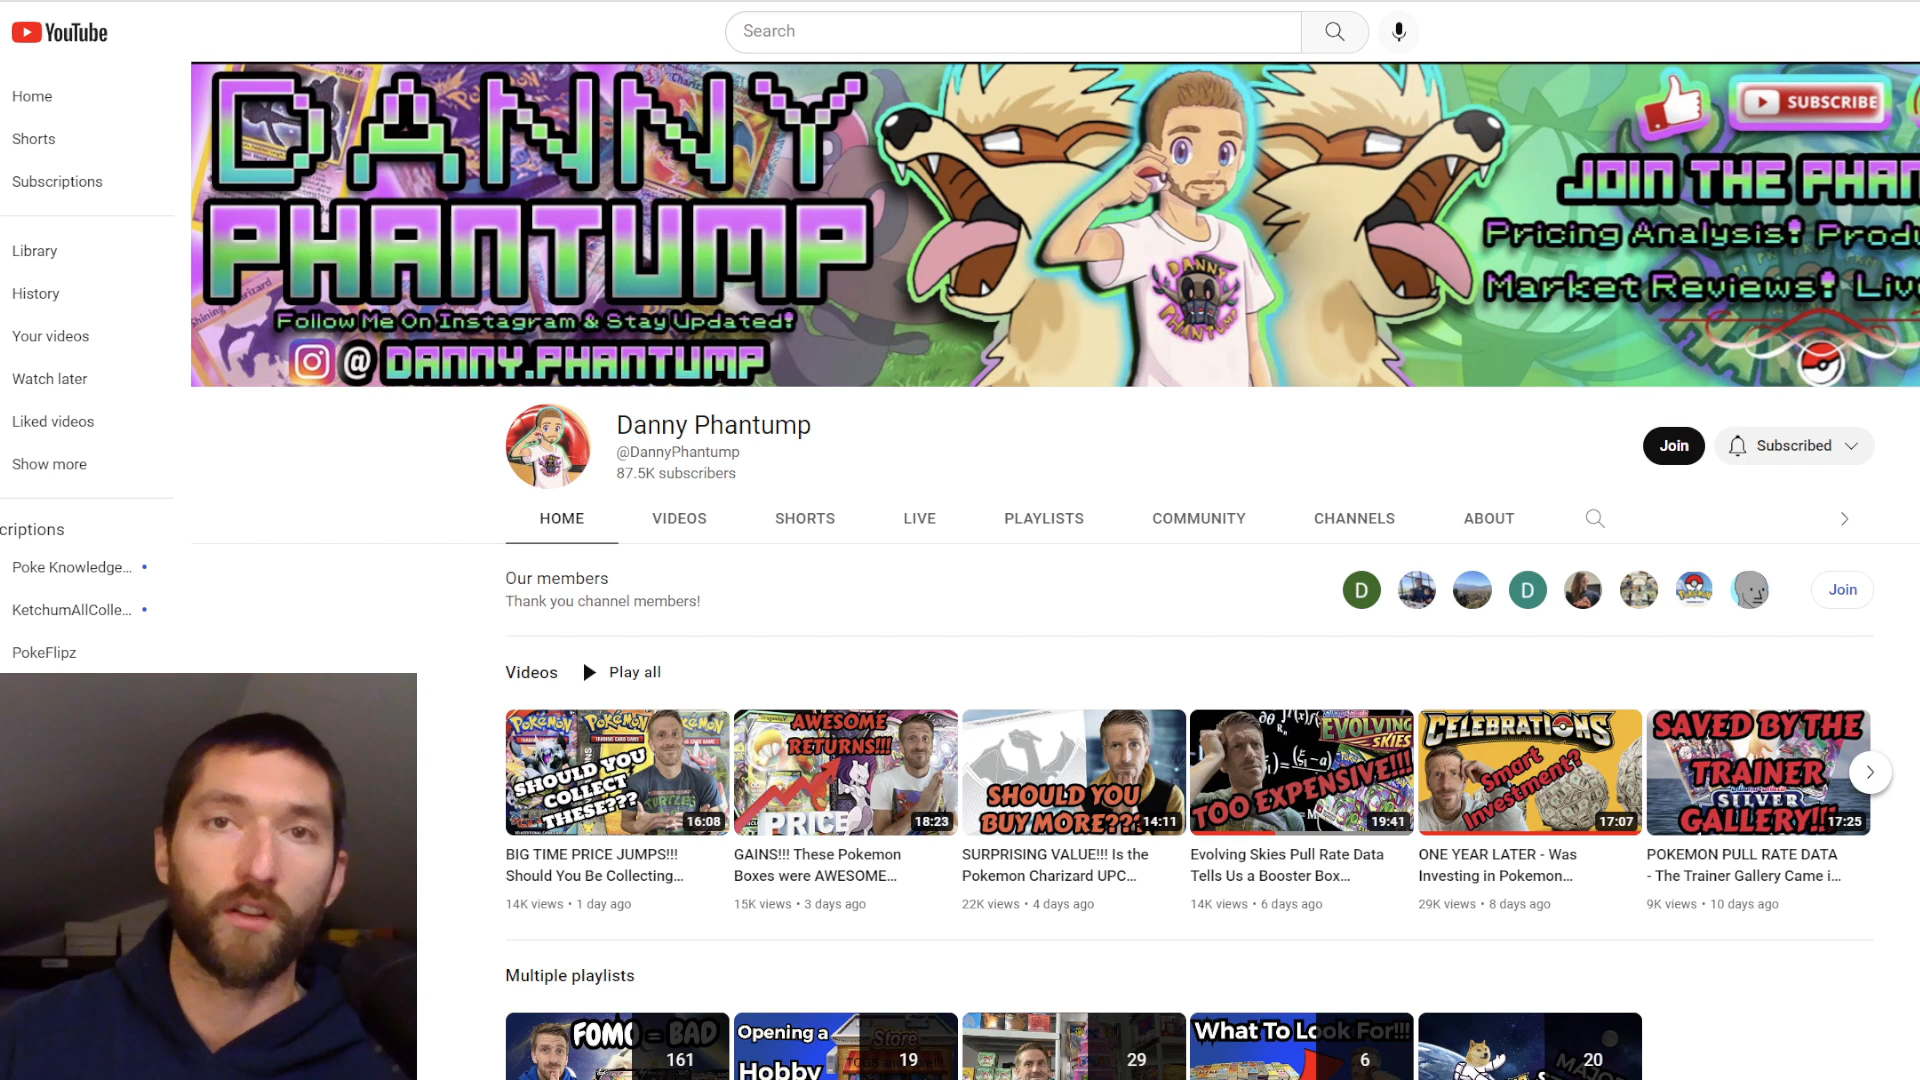 YouTube
Search
Home
Shorts
Subscriptions
Library
History
Your videos
Watch later
Liked videos
Show more
criptions
Poke Knowledge...
KetchumAllColle...
PokeFlipz
DANNY
PHANTUMP
Follow Me On Instagram & Stay Updated!
@ DANNY.PHANTUMP
DANNY
PHANTUMP
SUBSCRIBE
JOIN THE PHAN
Pricing Analysis! Produ
Market Reviews! Liv
Danny Phantump
@DannyPhantump
87.5K subscribers
Join
Subscribed
HOME
VIDEOS
SHORTS
LIVE
PLAYLISTS
COMMUNITY
CHANNELS
ABOUT
Our members
Thank you channel members!
D
D
Join
Videos
Play all
POKÉMON
POKÉMON
SHOULD YOU
COLLECT
THESE???
TURTLES
16:08
AWESOME
RETURNS!!!
PRICE
18:23
SHOULD YOU
BUY MORE???
14:11
EVOLVING
SKIES
TOO EXPENSIVE!!!
19:41
CELEBRATIONS
Smart
Investment?
17:07
SAVED BY THE
TRAINER
SILVER
GALLERY!!
17:25
BIG TIME PRICE JUMPS!!!
Should You Be Collecting...
14K views • 1 day ago
GAINS!!! These Pokemon
Boxes were AWESOME...
15K views • 3 days ago
SURPRISING VALUE!!! Is the
Pokemon Charizard UPC...
22K views • 4 days ago
Evolving Skies Pull Rate Data
Tells Us a Booster Box...
14K views • 6 days ago
ONE YEAR LATER - Was
Investing in Pokemon...
29K views • 8 days ago
POKEMON PULL RATE DATA
- The Trainer Gallery Came i...
9K views • 10 days ago
Multiple playlists
FOMO = BAD
161
Opening a
Hobby
Store
19
29
What To Look For!!!
6
20